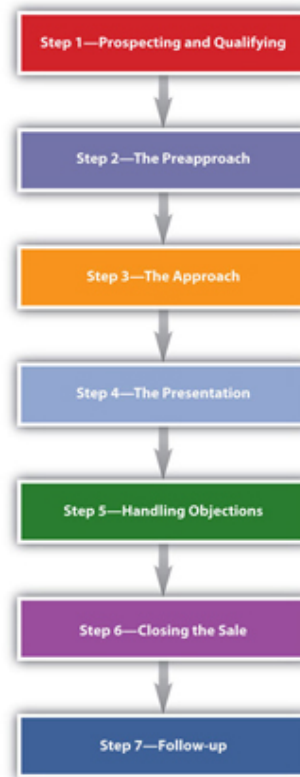 Step 1—Prospecting and Qualifying
Step 2—The Preapproach
Step 3—The Approach
Step 4—The Presentation
Step 5—Handling Objections
Step 6—Closing the Sale
Step 7—Follow-up